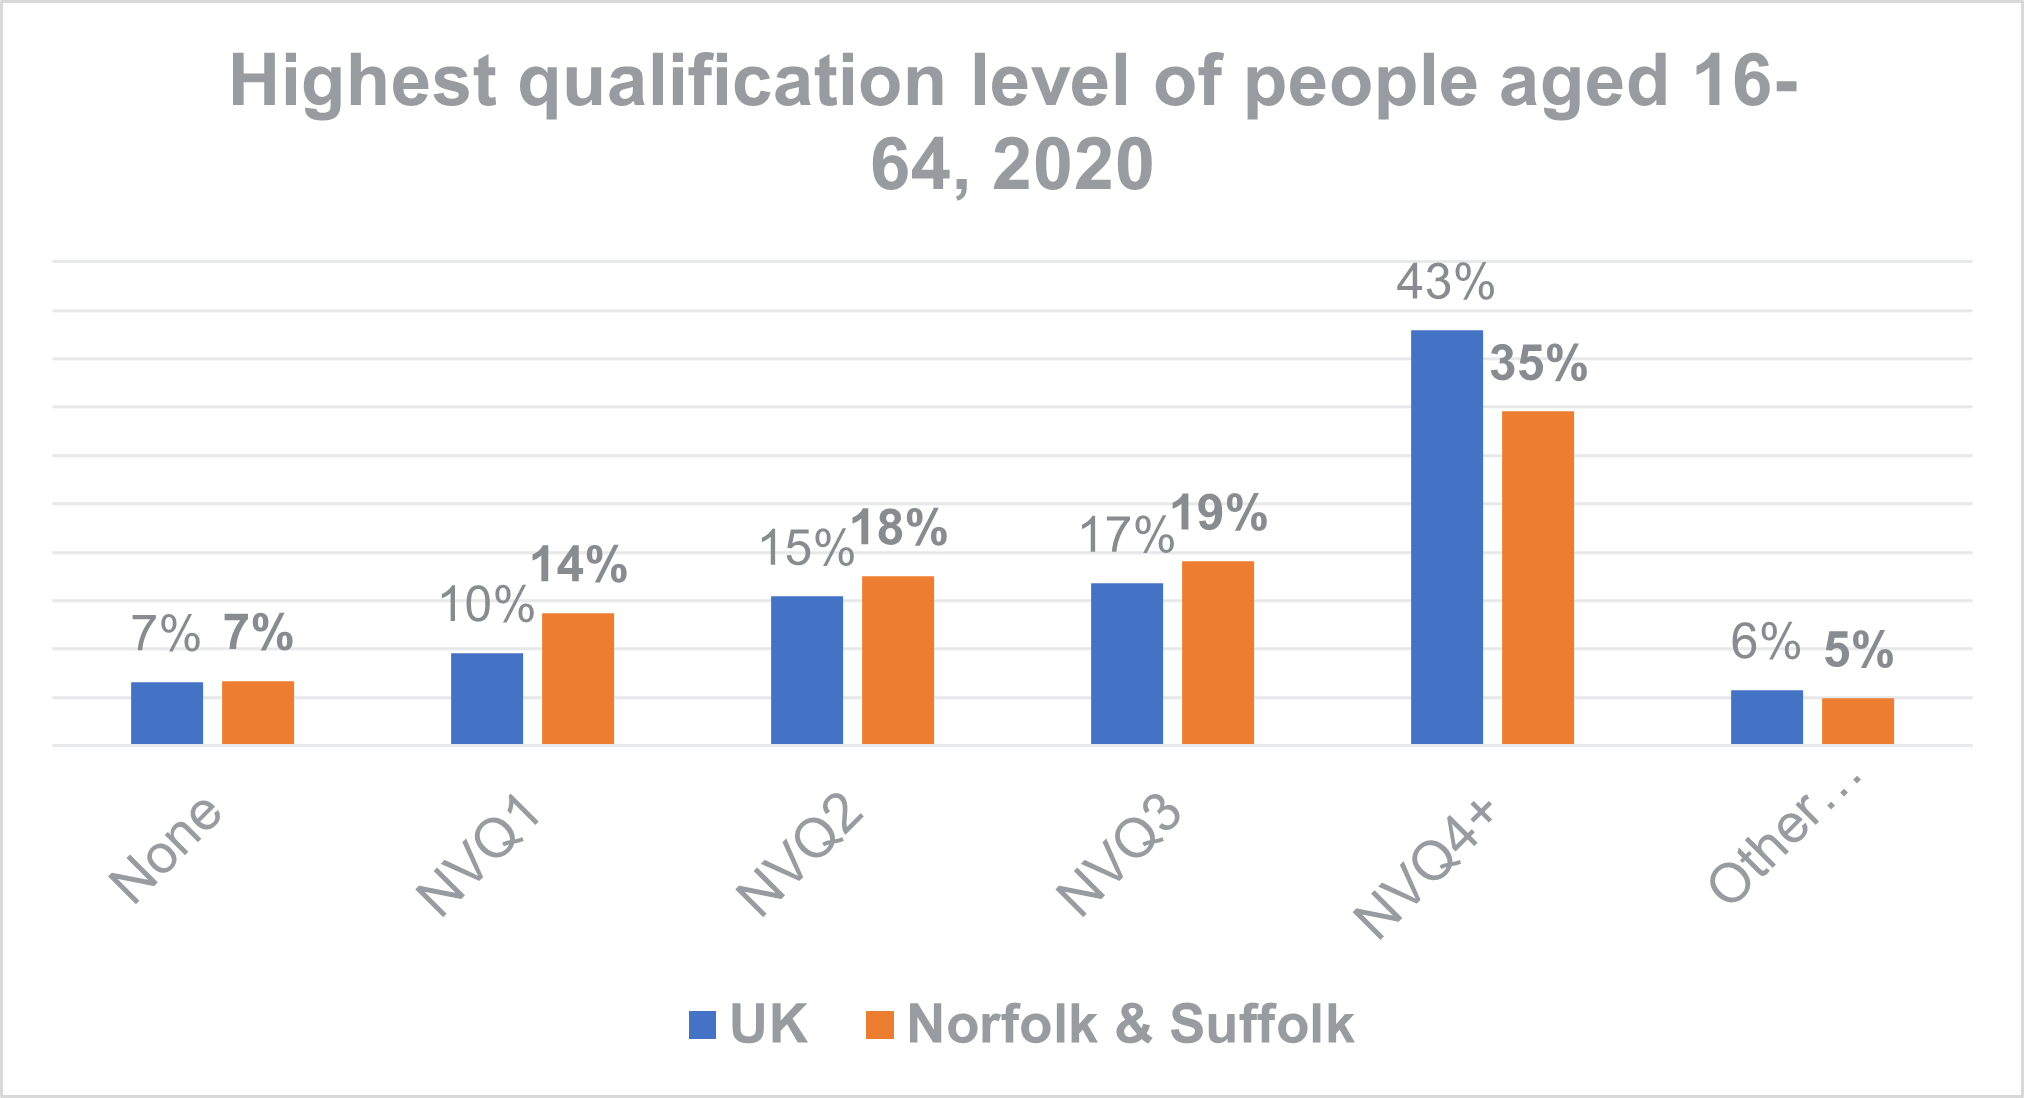 Highest qualification level of people aged 16-
64, 2020
43%
35%
19%
18%
17%
15%
14%
10%
7%
7%
6%
5%
None
NVQ1
NVQ2
NVQ3
NVQ4+
Other…
UK
Norfolk & Suffolk